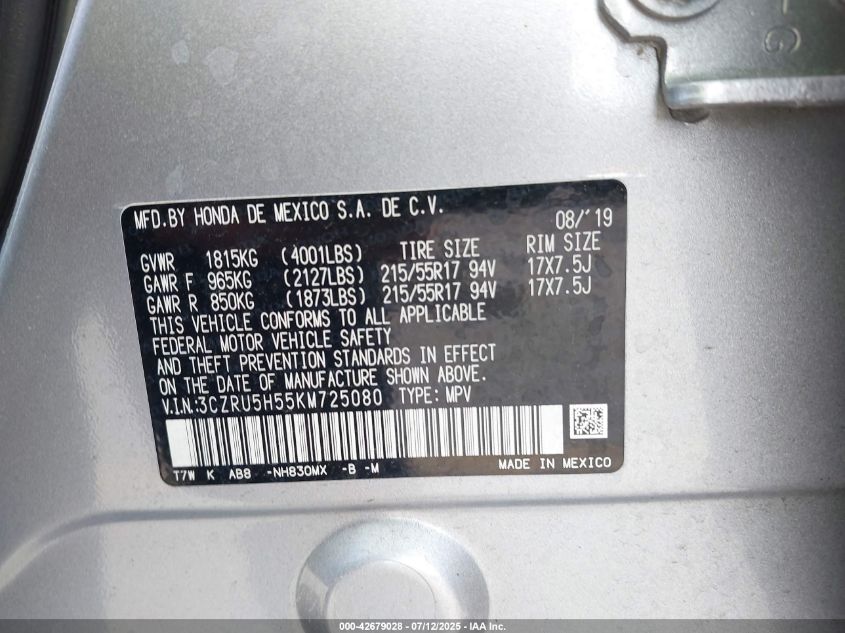 LG
MFD.BY HONDA DE MEXICO S.A. DE C.V. 08/'19
GVWR 1815KG (4001LBS) TIRE SIZE RIM SIZE
GAWR F 965KG (2127LBS) 215/55R17 94V 17X7.5J
GAWR R 850KG (1873LBS) 215/55R17 94V 17X7.5J
THIS VEHICLE CONFORMS TO ALL APPLICABLE
FEDERAL MOTOR VEHICLE SAFETY
AND THEFT PREVENTION STANDARDS IN EFFECT
ON THE DATE OF MANUFACTURE SHOWN ABOVE.
V.I.N.:3CZRU5H55KM725080 TYPE: MPV
T7W K AB8 -NH830MX -B -M MADE IN MEXICO
000-42679028 - 07/12/2025 - IAA Inc.